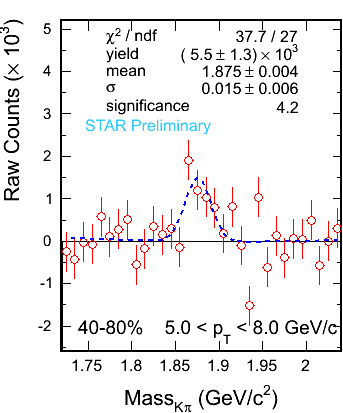 χ² / ndf 37.7 / 27
yield ( 5.5 ± 1.3) × 10³
mean 1.875 ± 0.004
σ 0.015 ± 0.006
significance 4.2
STAR Preliminary
Raw Counts (× 10³)
5
4
3
2
1
0
-1
-2
40-80% 5.0 < p_T < 8.0 GeV/c
1.75 1.8 1.85 1.9 1.95 2
Mass_Kπ (GeV/c²)